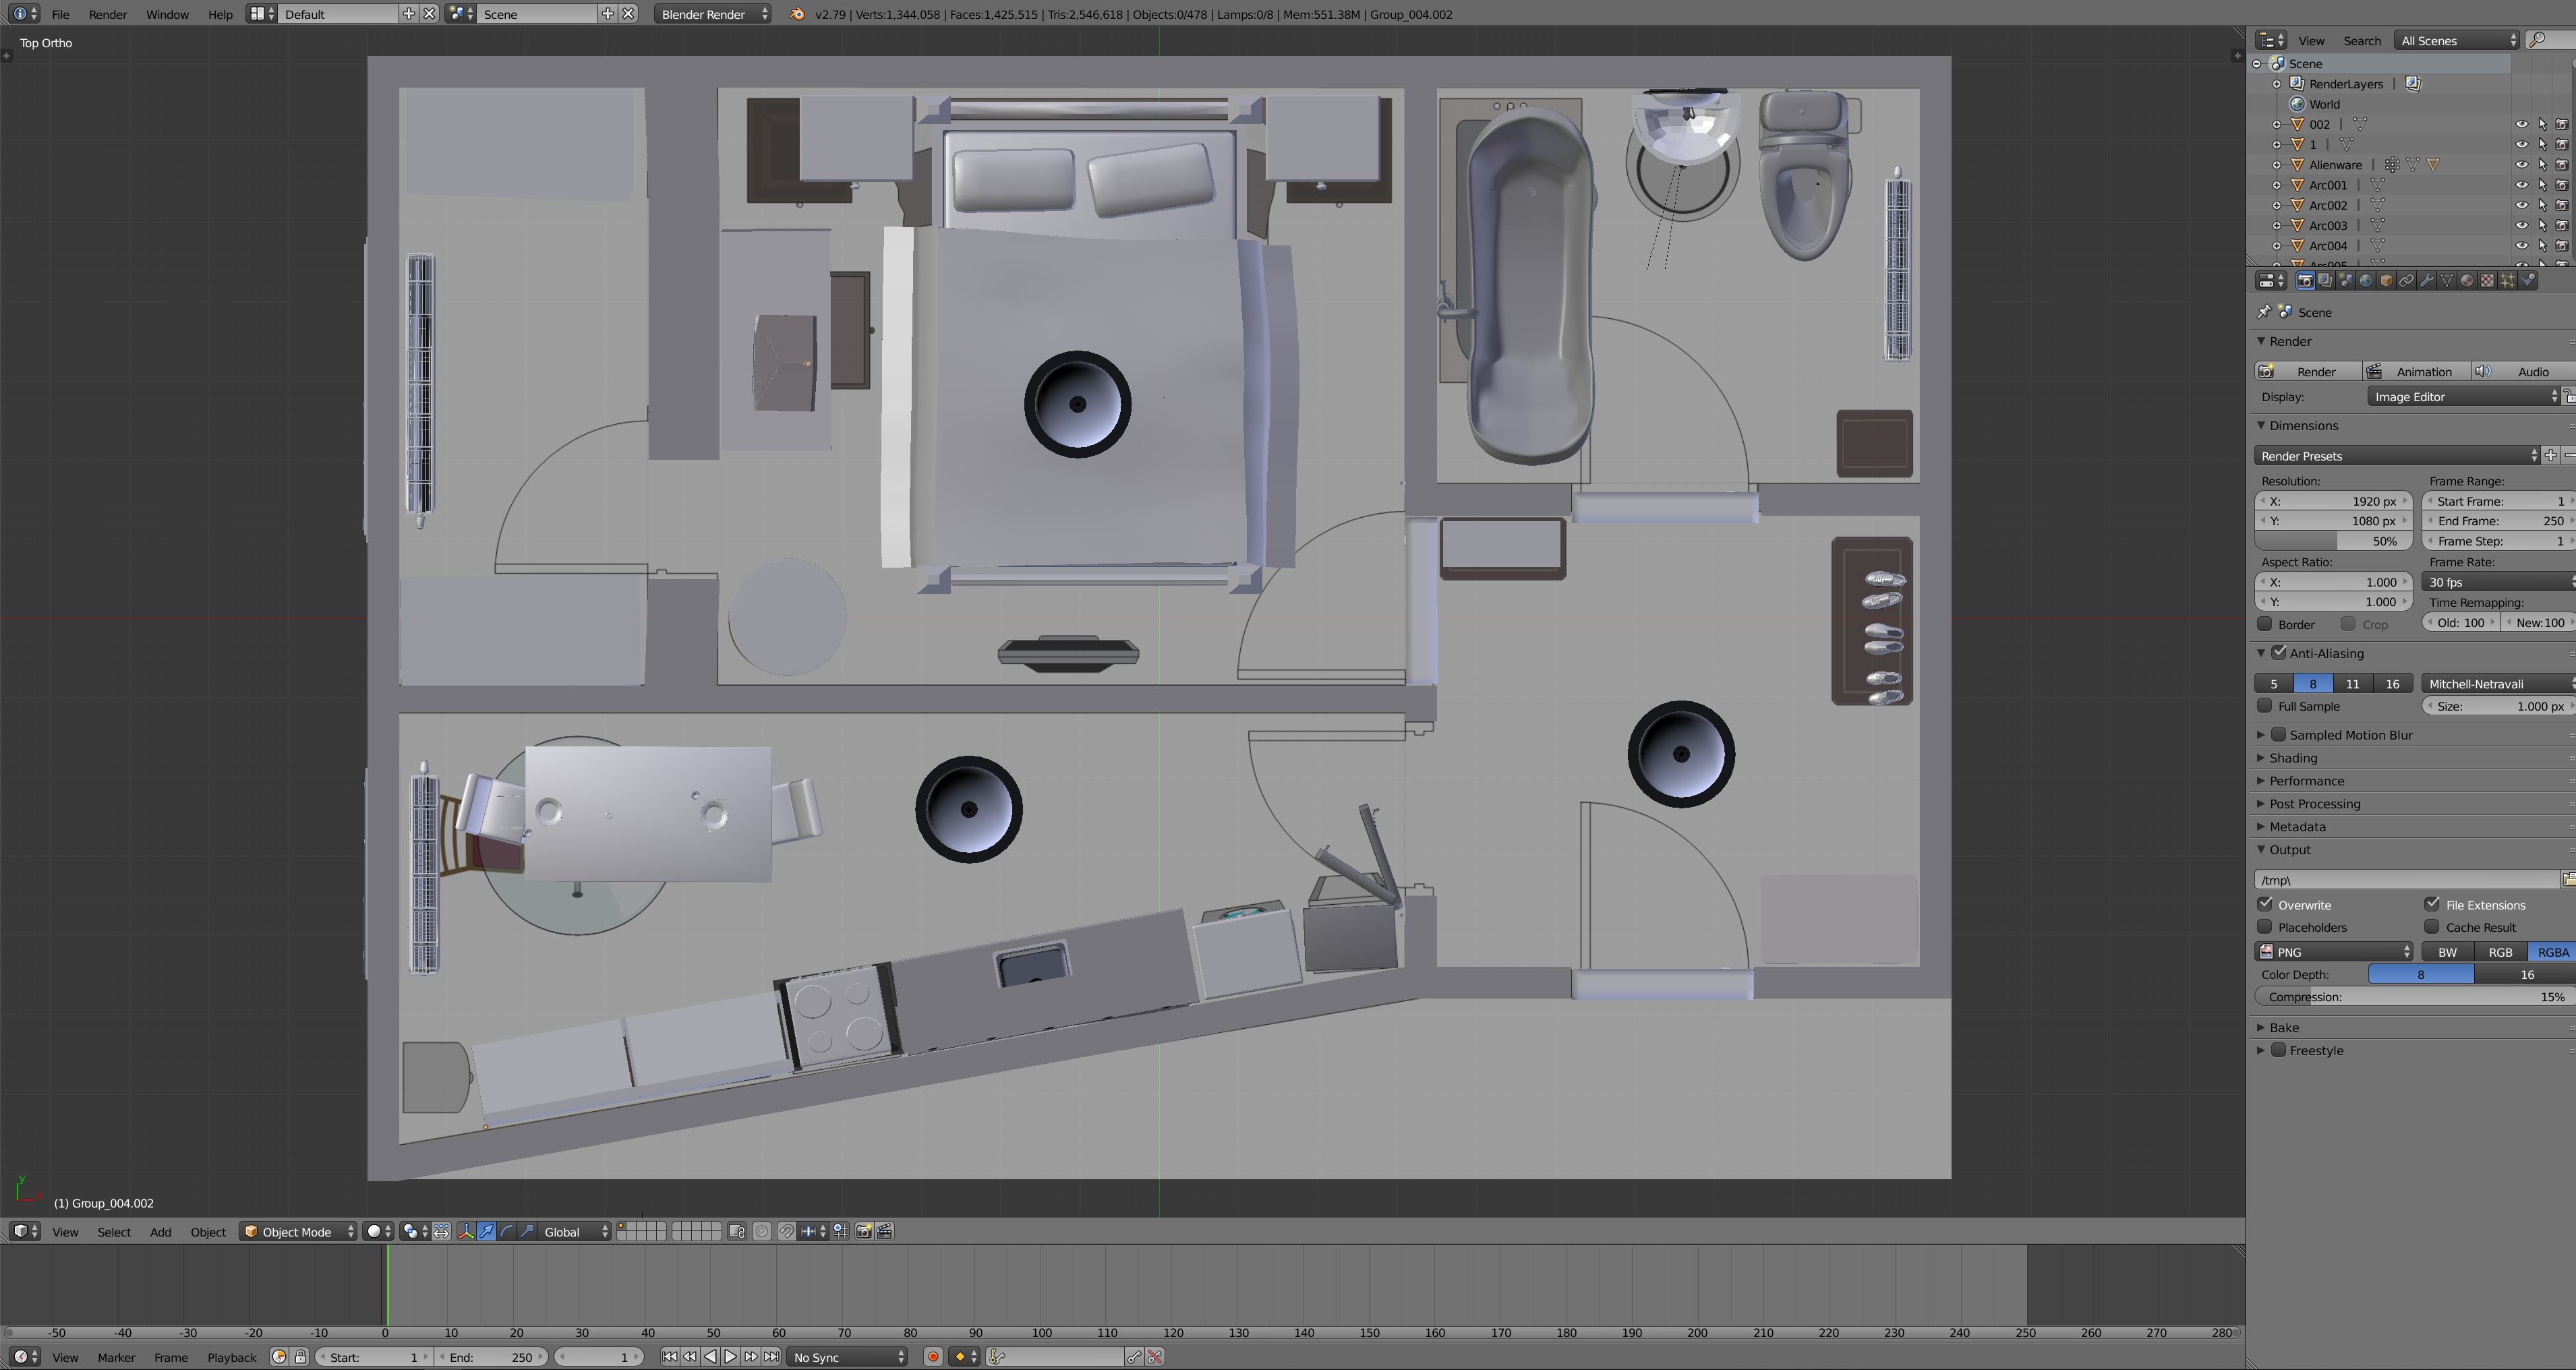 File Render Window Help Default Scene Blender Render v2.79 | Verts:1,344,058 | Faces:1,425,515 | Tris:2,546,618 | Objects:0/478 | Lamps:0/8 | Mem:551.38M | Group_004.002
Top Ortho
View Search All Scenes
Scene
RenderLayers |
World
002 |
1 |
Alienware |
Arc001 |
Arc002 |
Arc003 |
Arc004 |
Scene
Render
Render Animation Audio
Display: Image Editor
Dimensions
Render Presets
Resolution: Frame Range:
X: 1920 px Start Frame: 1
Y: 1080 px End Frame: 250
50% Frame Step: 1
Aspect Ratio: Frame Rate:
X: 1.000 30 fps
Y: 1.000 Time Remapping:
Border Crop Old: 100 New:100
Anti-Aliasing
5 8 11 16 Mitchell-Netravali
Full Sample Size: 1.000 px
Sampled Motion Blur
Shading
Performance
Post Processing
Metadata
Output
/tmp\
Overwrite File Extensions
Placeholders Cache Result
PNG BW RGB RGBA
Color Depth: 8 16
Compression: 15%
Bake
Freestyle
y
x
(1) Group_004.002
View Select Add Object Object Mode Global
-50 -40 -30 -20 -10 0 10 20 30 40 50 60 70 80 90 100 110 120 130 140 150 160 170 180 190 200 210 220 230 240 250 260 270 280
View Marker Frame Playback Start: 1 End: 250 1 No Sync